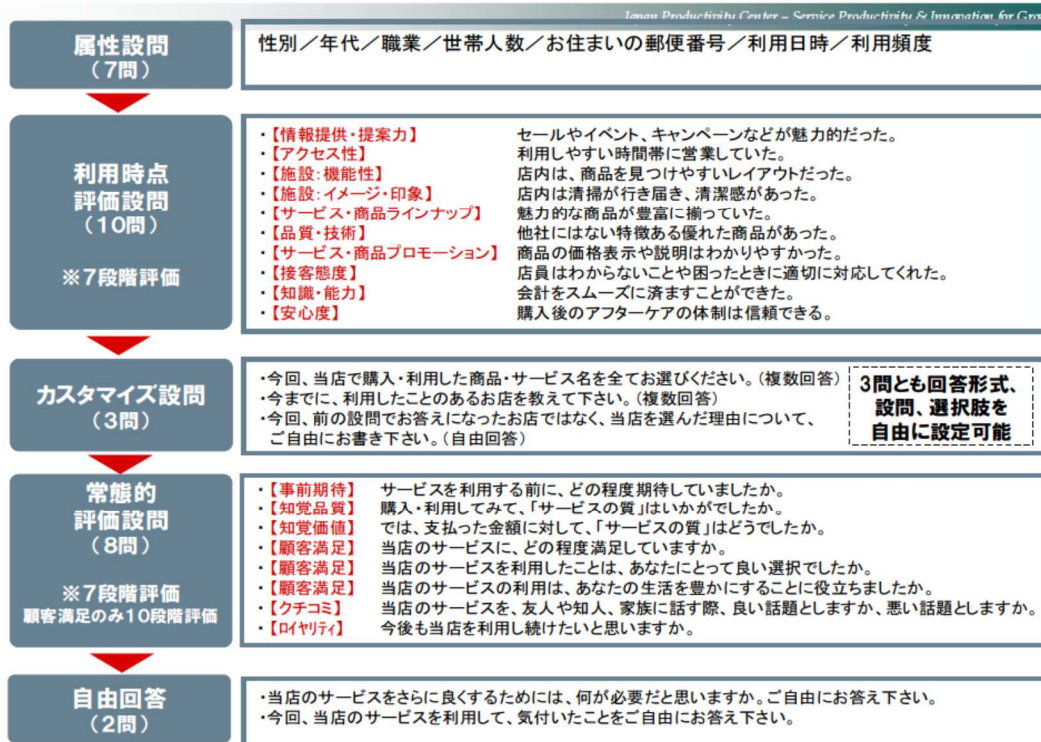 Japan Productivity Center – Service Productivity & Innovation for Gro
属性設問
（7問）
性別／年代／職業／世帯人数／お住まいの郵便番号／利用日時／利用頻度
利用時点
評価設問
（10問）
※７段階評価
・【情報提供・提案力】 セールやイベント、キャンペーンなどが魅力的だった。
・【アクセス性】 利用しやすい時間帯に営業していた。
・【施設：機能性】 店内は、商品を見つけやすいレイアウトだった。
・【施設：イメージ・印象】 店内は清掃が行き届き、清潔感があった。
・【サービス・商品ラインナップ】 魅力的な商品が豊富に揃っていた。
・【品質・技術】 他社にはない特徴ある優れた商品があった。
・【サービス・商品プロモーション】 商品の価格表示や説明はわかりやすかった。
・【接客態度】 店員はわからないことや困ったときに適切に対応してくれた。
・【知識・能力】 会計をスムーズに済ますことができた。
・【安心度】 購入後のアフターケアの体制は信頼できる。
カスタマイズ設問
（3問）
・今回、当店で購入・利用した商品・サービス名を全てお選びください。（複数回答）
・今までに、利用したことのあるお店を教えて下さい。（複数回答）
・今回、前の設問でお答えになったお店ではなく、当店を選んだ理由について、
ご自由にお書き下さい。（自由回答）
3問とも回答形式、
設問、選択肢を
自由に設定可能
常態的
評価設問
（8問）
※７段階評価
顧客満足のみ１０段階評価
・【事前期待】 サービスを利用する前に、どの程度期待していましたか。
・【知覚品質】 購入・利用してみて、「サービスの質」はいかがでしたか。
・【知覚価値】 では、支払った金額に対して、「サービスの質」はどうでしたか。
・【顧客満足】 当店のサービスに、どの程度満足していますか。
・【顧客満足】 当店のサービスを利用したことは、あなたにとって良い選択でしたか。
・【顧客満足】 当店のサービスの利用は、あなたの生活を豊かにすることに役立ちましたか。
・【クチコミ】 当店のサービスを、友人や知人、家族に話す際、良い話題としますか、悪い話題としますか。
・【ロイヤリティ】 今後も当店を利用し続けたいと思いますか。
自由回答
（2問）
・当店のサービスをさらに良くするためには、何が必要だと思いますか。ご自由にお答え下さい。
・今回、当店のサービスを利用して、気付いたことをご自由にお答え下さい。